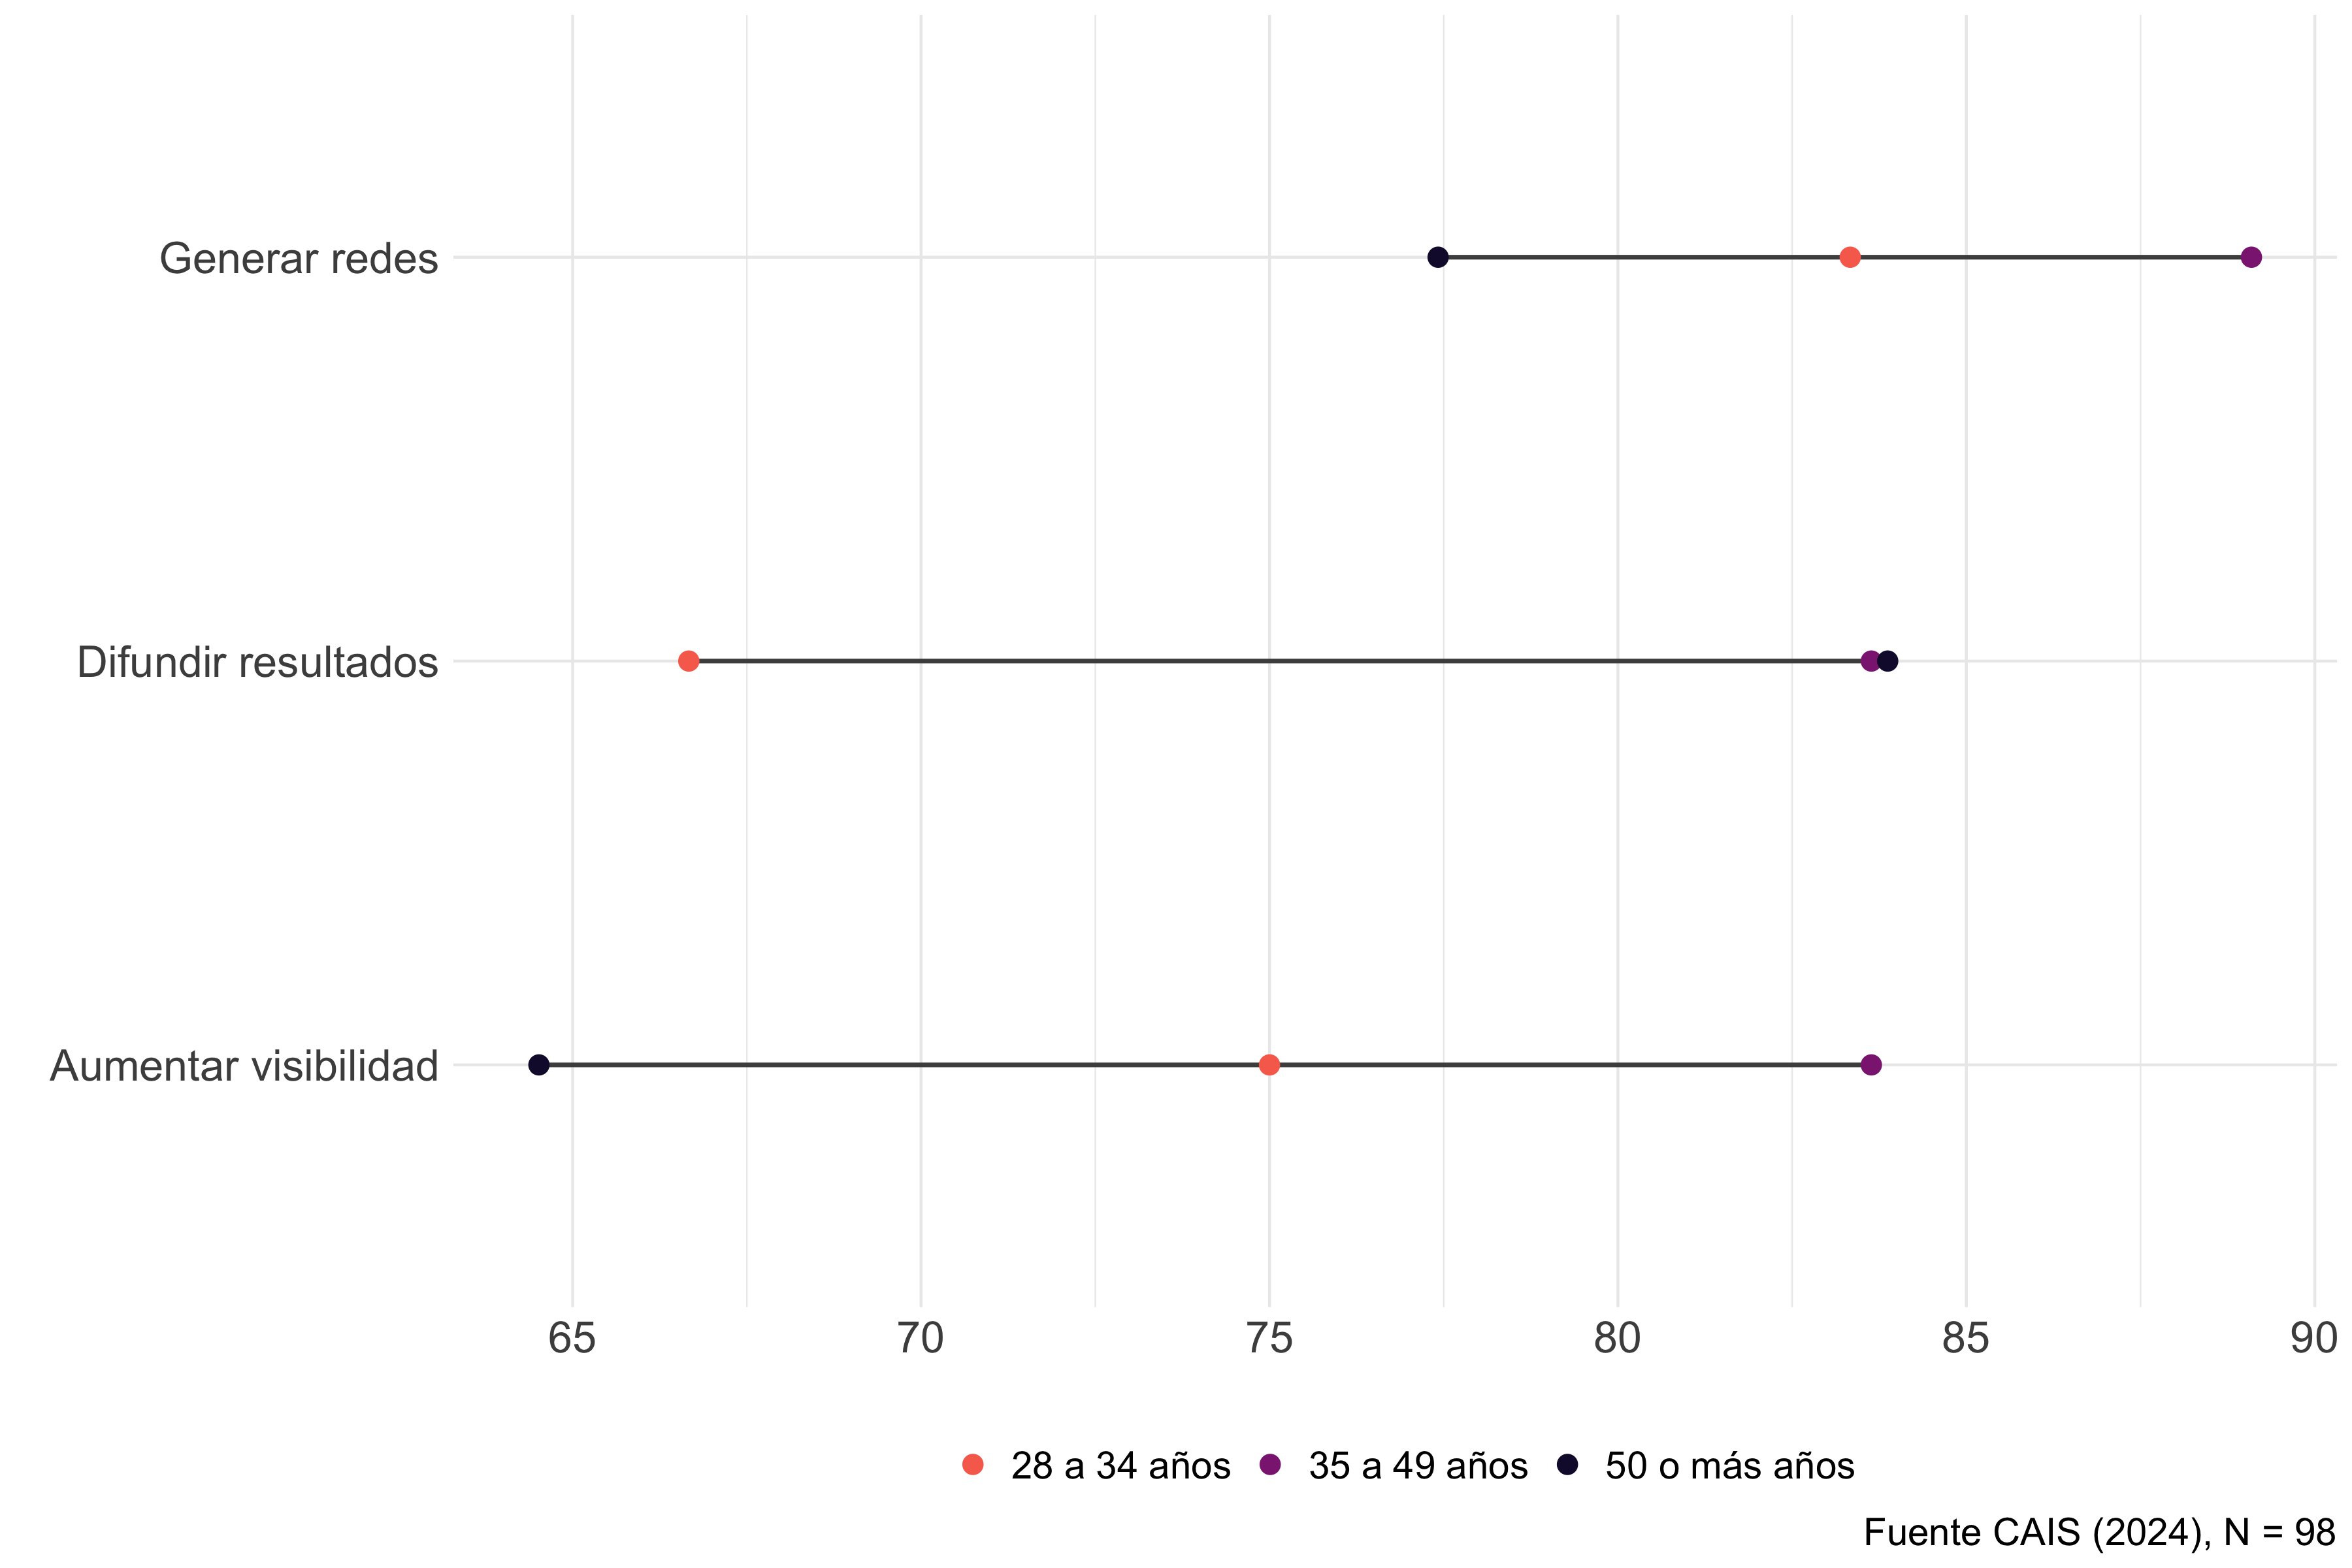 Generar redes
Difundir resultados
Aumentar visibilidad
65 70 75 80 85 90
28 a 34 años 35 a 49 años 50 o más años
Fuente CAIS (2024), N = 98